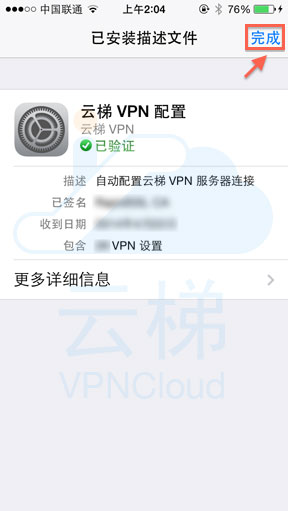 中国联通
上午2:04
76%
已安装描述文件
完成
云梯 VPN 配置
云梯 VPN
已验证
描述 自动配置云梯 VPN 服务器连接
已签名
收到日期
包含 VPN 设置
更多详细信息
云梯
VPNCloud